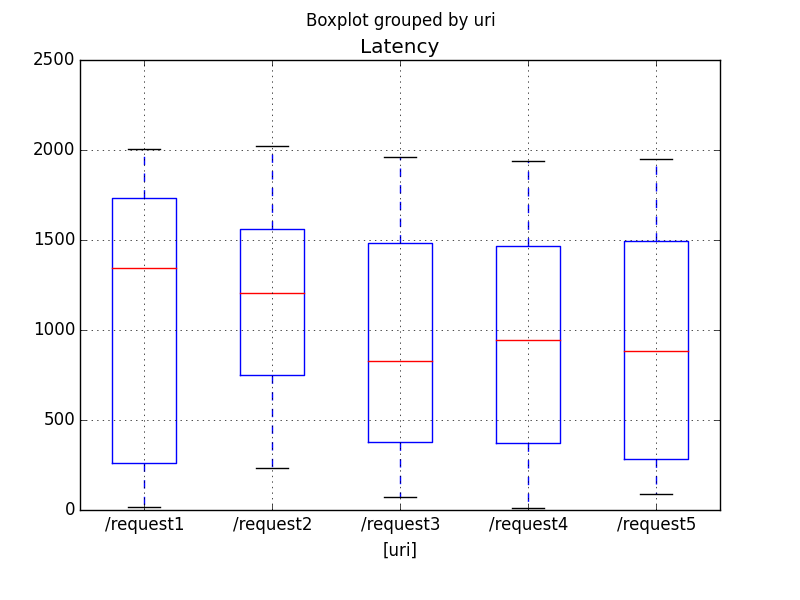 Boxplot grouped by uri
Latency
2500
2000
1500
1000
500
0
/request1 /request2 /request3 /request4 /request5
[uri]